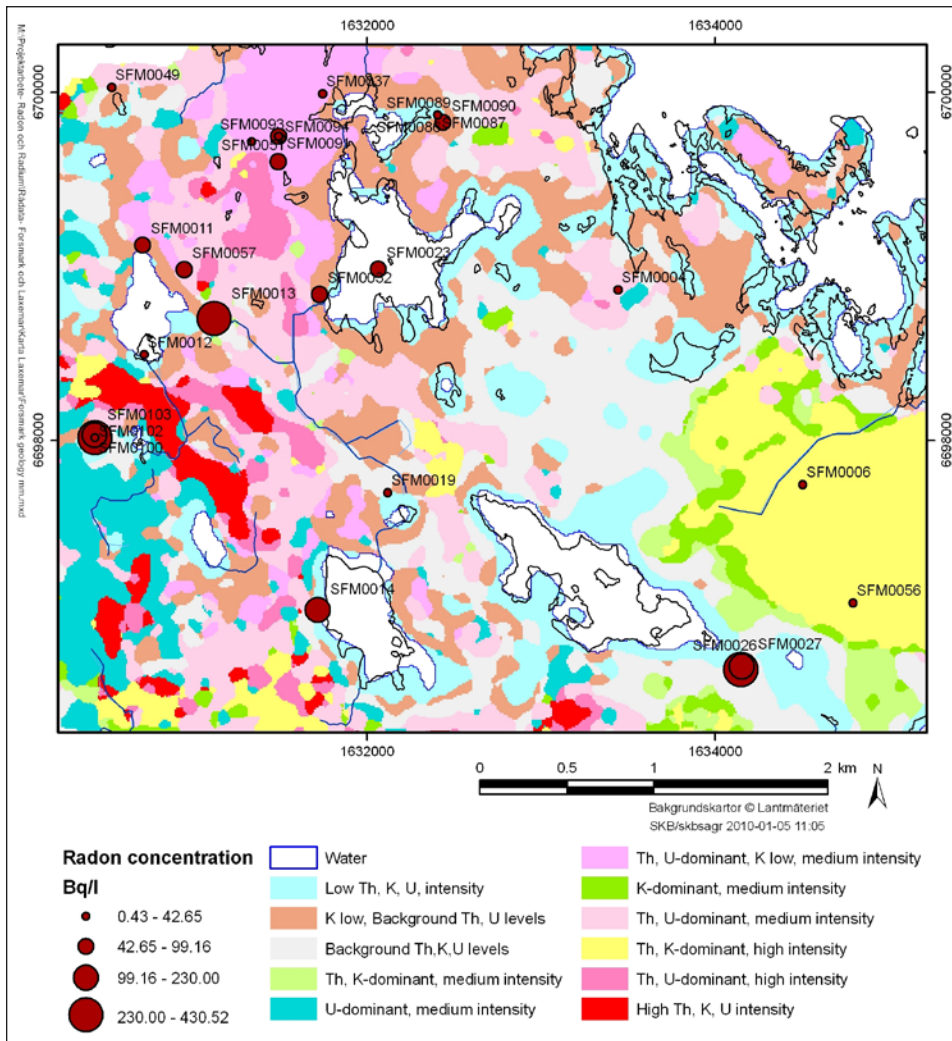 1632000
1634000
M:\Projektarbete- Radon och Radium\Rådata- Forsmark och Laxemar\Karta Laxemar\Forsmark geology mm,.mxd
6700000
6700000
SFM0049
SFM0037
SFM0089
SFM0090
SFM0093
SFM0094
SFM0087
SFM0091
SFM0011
SFM0057
SFM0023
SFM0032
SFM0004
SFM0013
SFM0012
SFM0103
SFM0102
SFM0100
6698000
6698000
SFM0019
SFM0006
SFM0014
SFM0056
SFM0026
SFM0027
1632000
1634000
0
0.5
1
2 km
N
Bakgrundskartor © Lantmäteriet
SKB/skbsagr 2010-01-05 11:05
Radon concentration
Bq/l
0.43 - 42.65
42.65 - 99.16
99.16 - 230.00
230.00 - 430.52
Water
Low Th, K, U, intensity
K low, Background Th, U levels
Background Th,K,U levels
Th, K-dominant, medium intensity
U-dominant, medium intensity
Th, U-dominant, K low, medium intensity
K-dominant, medium intensity
Th, U-dominant, medium intensity
Th, K-dominant, high intensity
Th, U-dominant, high intensity
High Th, K, U intensity